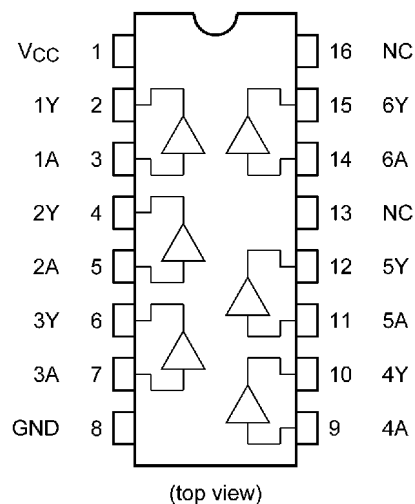 VCC 1 16 NC
1Y 2 15 6Y
1A 3 14 6A
2Y 4 13 NC
2A 5 12 5Y
3Y 6 11 5A
3A 7 10 4Y
GND 8 9 4A
(top view)